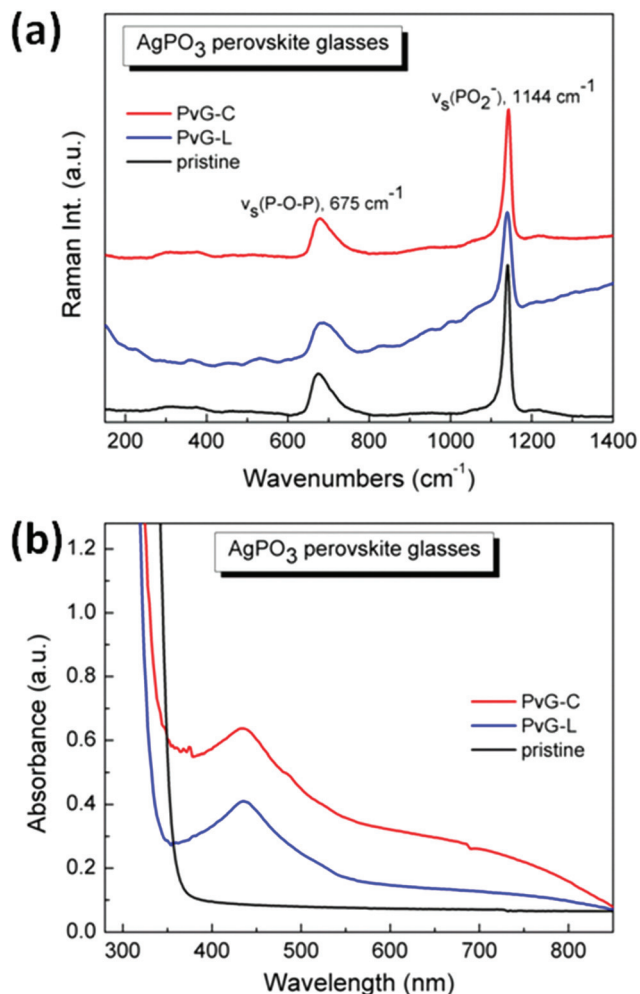 (a)
AgPO3 perovskite glasses
νs(PO2-), 1144 cm-1
PvG-C
PvG-L
pristine
νs(P-O-P), 675 cm-1
Raman Int. (a.u.)
200 400 600 800 1000 1200 1400
Wavenumbers (cm-1)
(b)
AgPO3 perovskite glasses
1.2
1.0
0.8
0.6
0.4
0.2
0.0
PvG-C
PvG-L
pristine
Absorbance (a.u.)
300 400 500 600 700 800
Wavelength (nm)